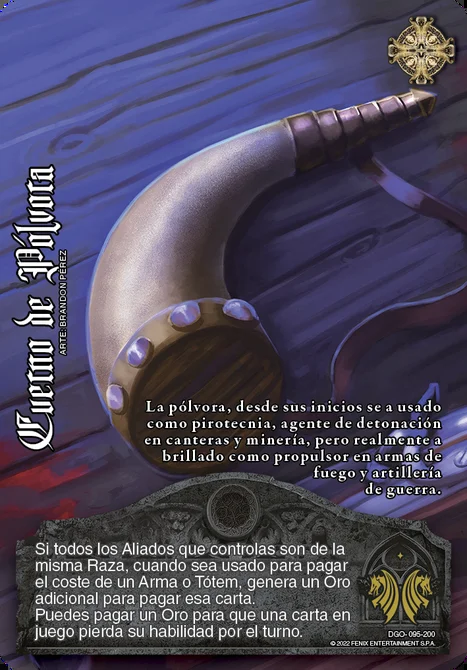 Cuerno de Pólvora
ARTE: BRANDON PÉREZ
La pólvora, desde sus inicios se a usado
como pirotecnia, agente de detonación
en canteras y minería, pero realmente a
brillado como propulsor en armas de
fuego y artillería
de guerra.
Si todos los Aliados que controlas son de la
misma Raza, cuando sea usado para pagar
el coste de un Arma o Tótem, genera un Oro
adicional para pagar esa carta.
Puedes pagar un Oro para que una carta en
juego pierda su habilidad por el turno.
DGO- 095-200
© 2022 FENIX ENTERTAINMENT S.P.A.